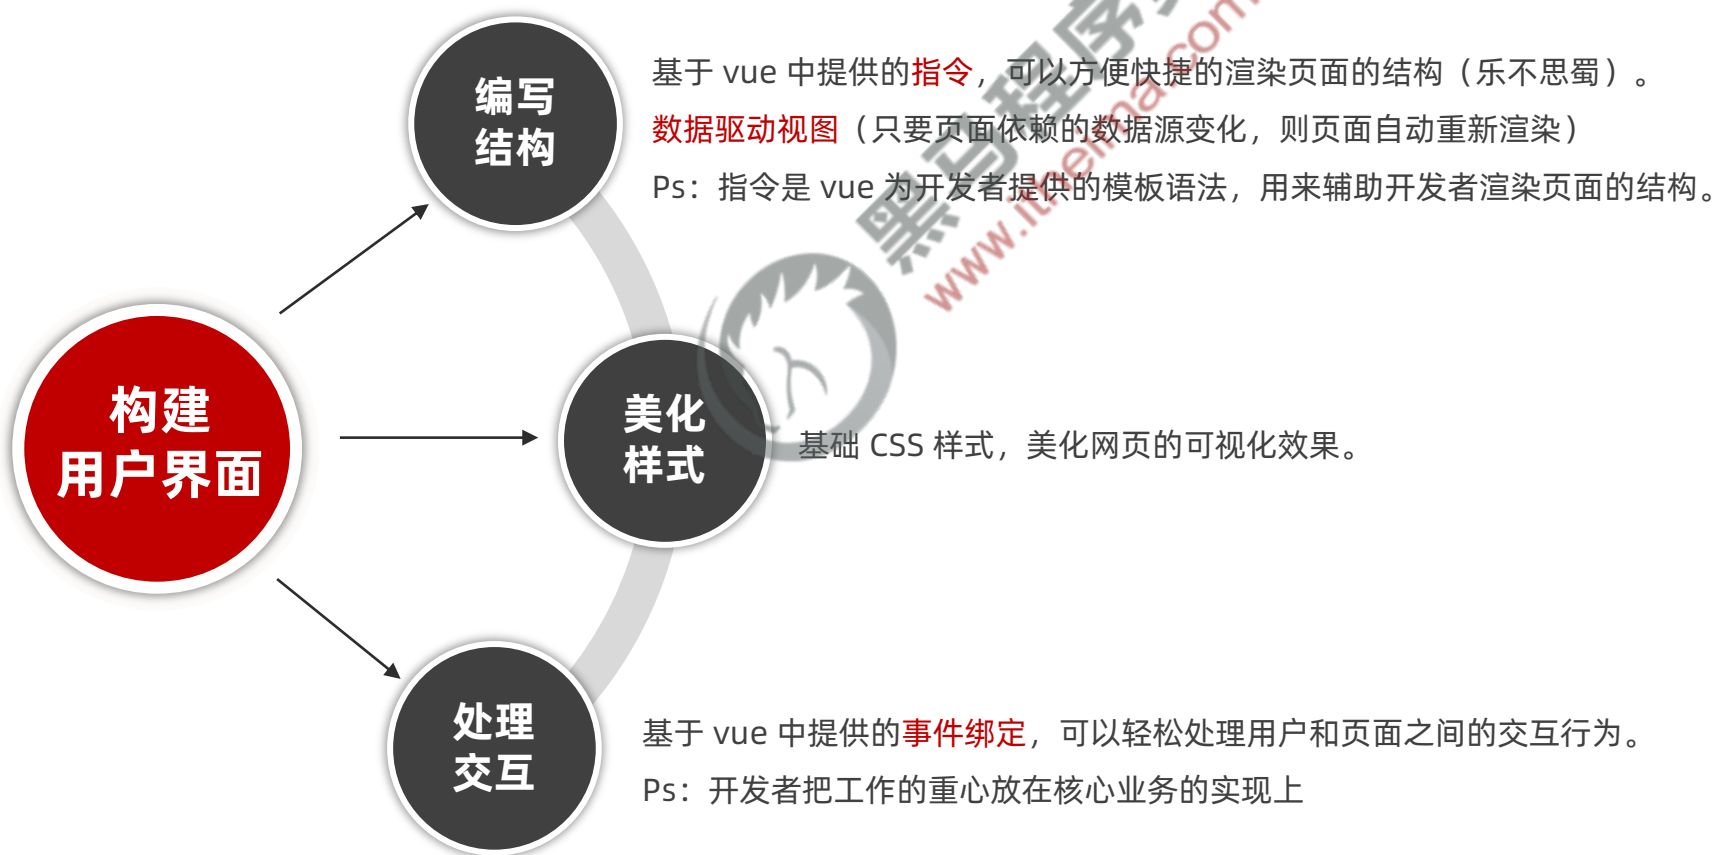 编写
结构
基于 vue 中提供的指令，可以方便快捷的渲染页面的结构（乐不思蜀）。
数据驱动视图（只要页面依赖的数据源变化，则页面自动重新渲染）
Ps：指令是 vue 为开发者提供的模板语法，用来辅助开发者渲染页面的结构。
构建
用户界面
美化
样式
基础 CSS 样式，美化网页的可视化效果。
处理
交互
基于 vue 中提供的事件绑定，可以轻松处理用户和页面之间的交互行为。
Ps：开发者把工作的重心放在核心业务的实现上
黑马程序
www.itheima.com